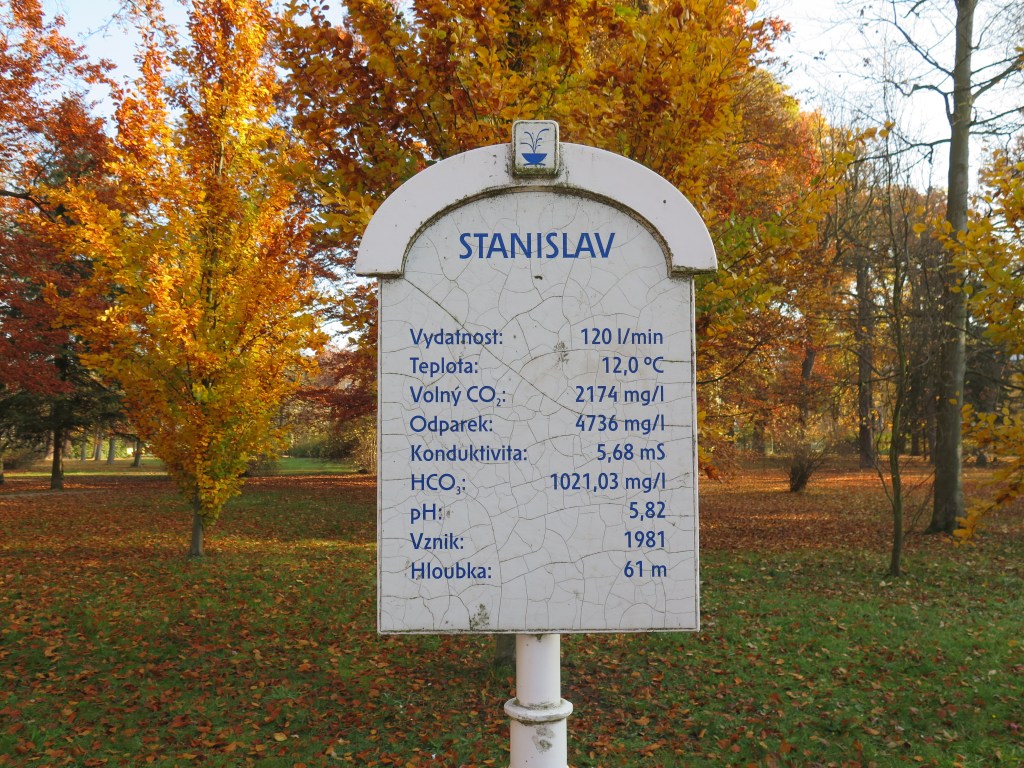 STANISLAV
Vydatnost: 120 l/min
Teplota: 12,0 ºC
Volný CO₂: 2174 mg/l
Odparek: 4736 mg/l
Konduktivita: 5,68 mS
HCO₃: 1021,03 mg/l
pH: 5,82
Vznik: 1981
Hloubka: 61 m